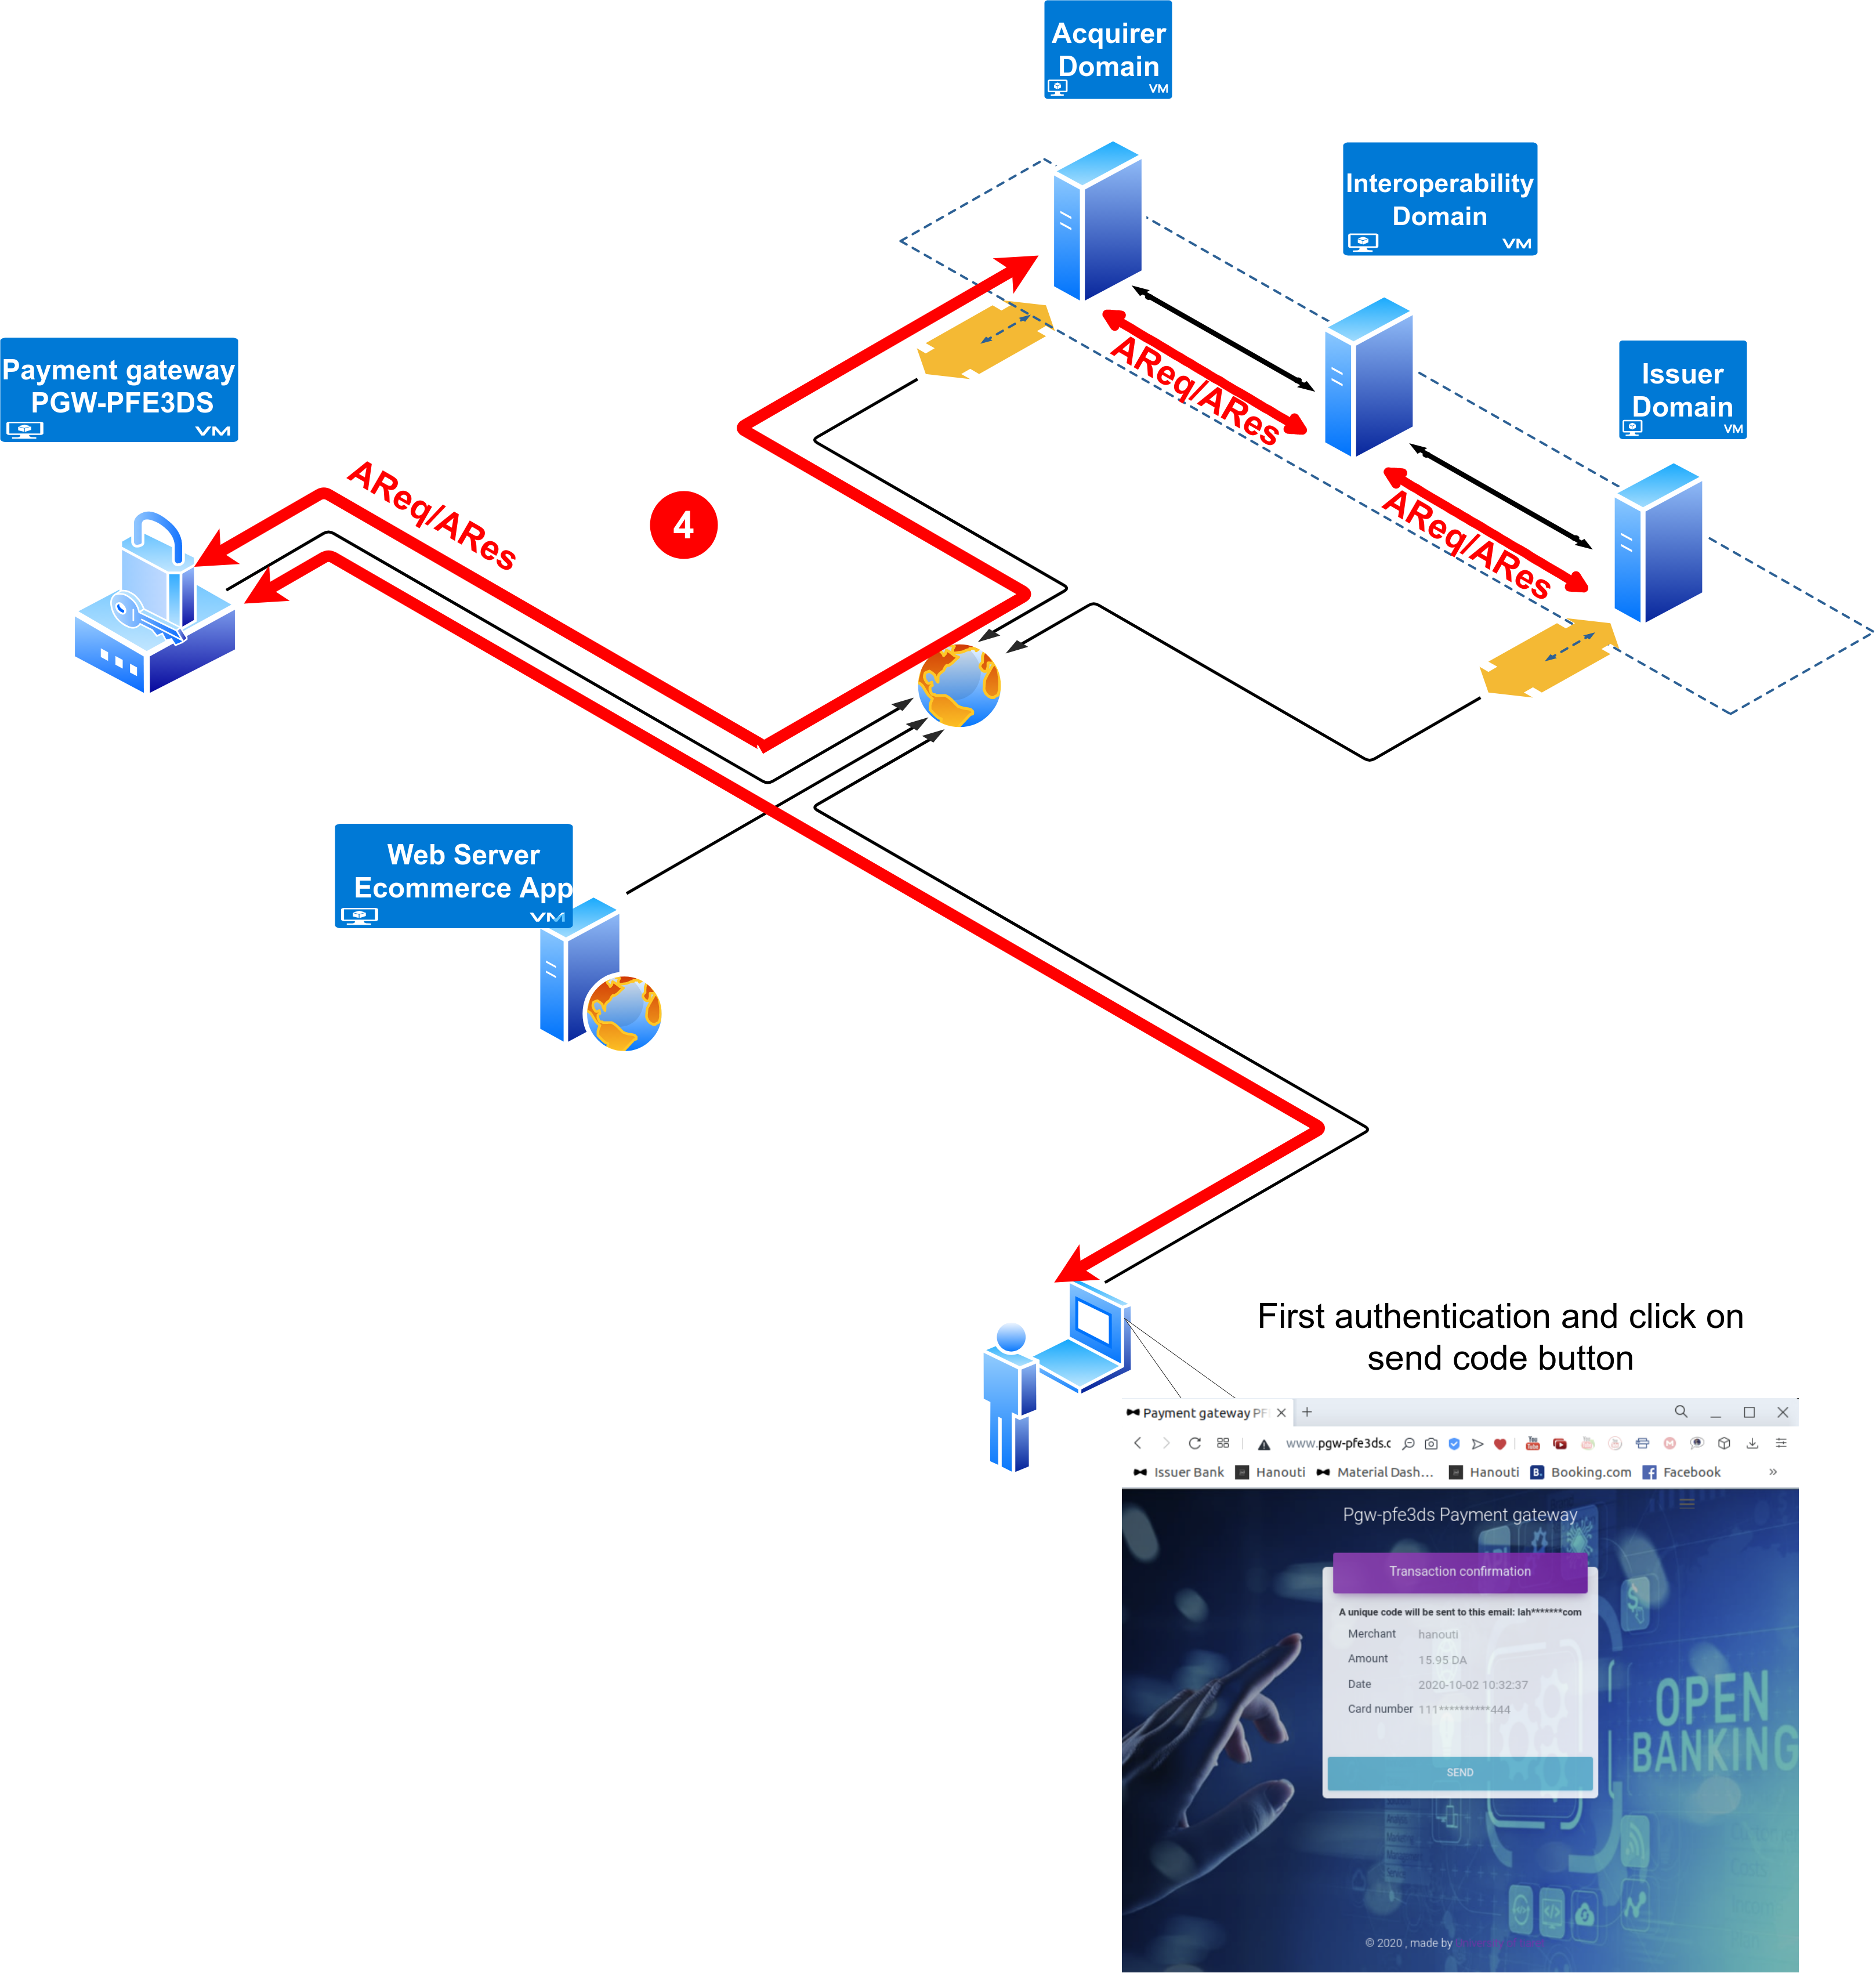 Acquirer
Domain
VM
Interoperability
Domain
VM
Issuer
Domain
VM
Payment gateway
PGW-PFE3DS
VM
AReq/ARes
AReq/ARes
AReq/ARes
4
Web Server
Ecommerce App
VM
First authentication and click on
send code button
Payment gateway PF
www.pgw-pfe3ds.c
Issuer Bank Hanouti Material Dash... Hanouti B. Booking.com Facebook
Pgw-pfe3ds Payment gateway
Transaction confirmation
A unique code will be sent to this email: lah*******com
Merchant hanouti
Amount 15.95 DA
Date 2020-10-02 10:32:37
Card number 111**********444
SEND
OPEN
BANKING
© 2020 , made by